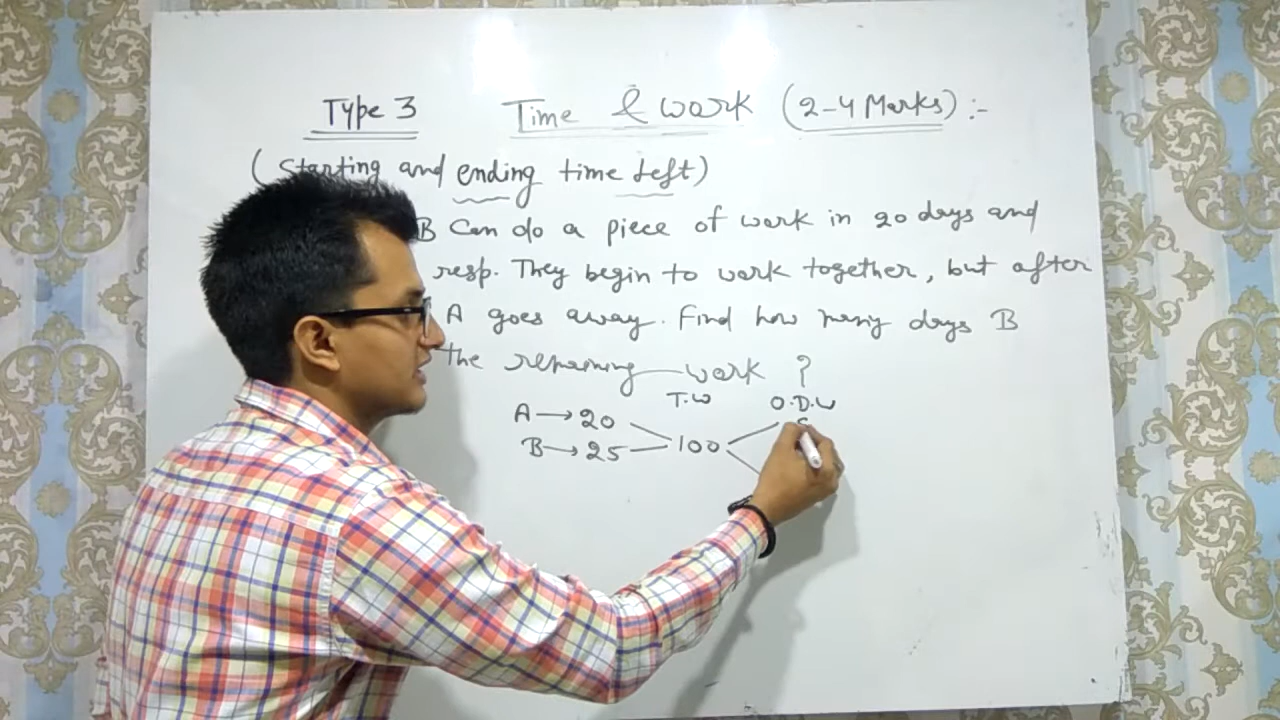 Type 3 Time & work (2-4 Marks) :-
(Starting and ending time left)
B Can do a piece of work in 20 days and
resp. They begin to work together, but after
A goes away. Find how many days B
the remaining work ?
T.W O.D.W
A → 20
100
B → 25